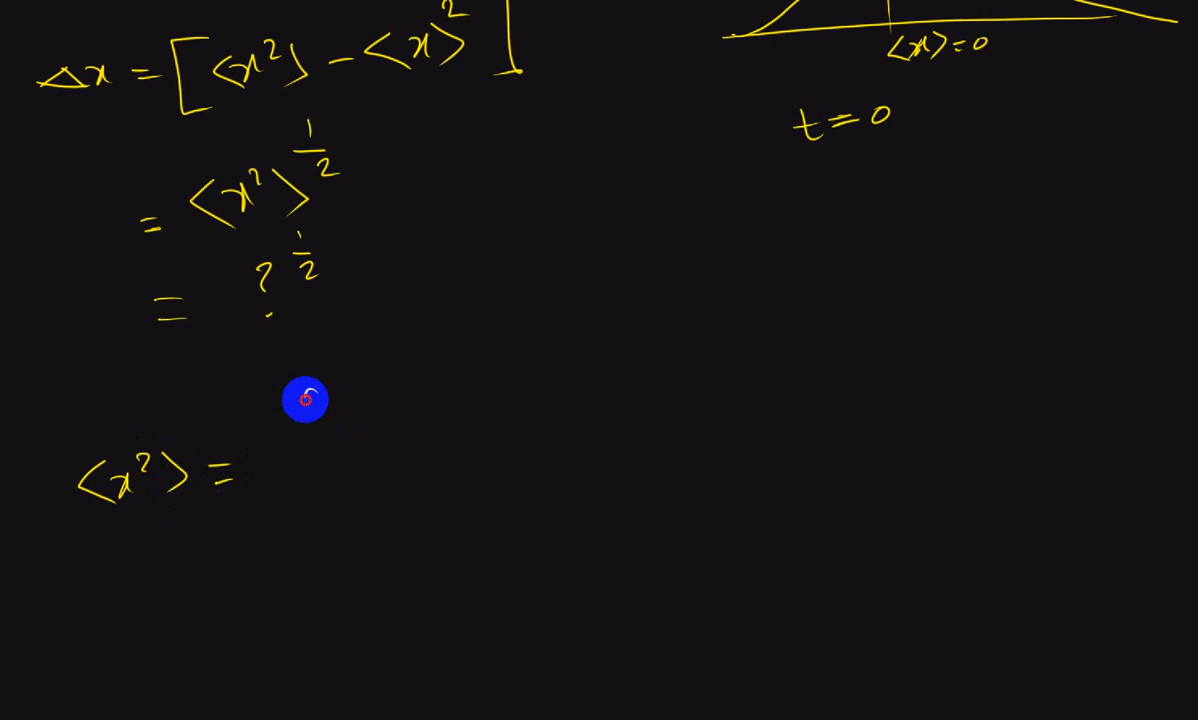 Δx = [⟨x²⟩ - ⟨x⟩²]
= ⟨x²⟩^1/2
= ?^1/2
⟨x²⟩ =
⟨x⟩=0
t=0